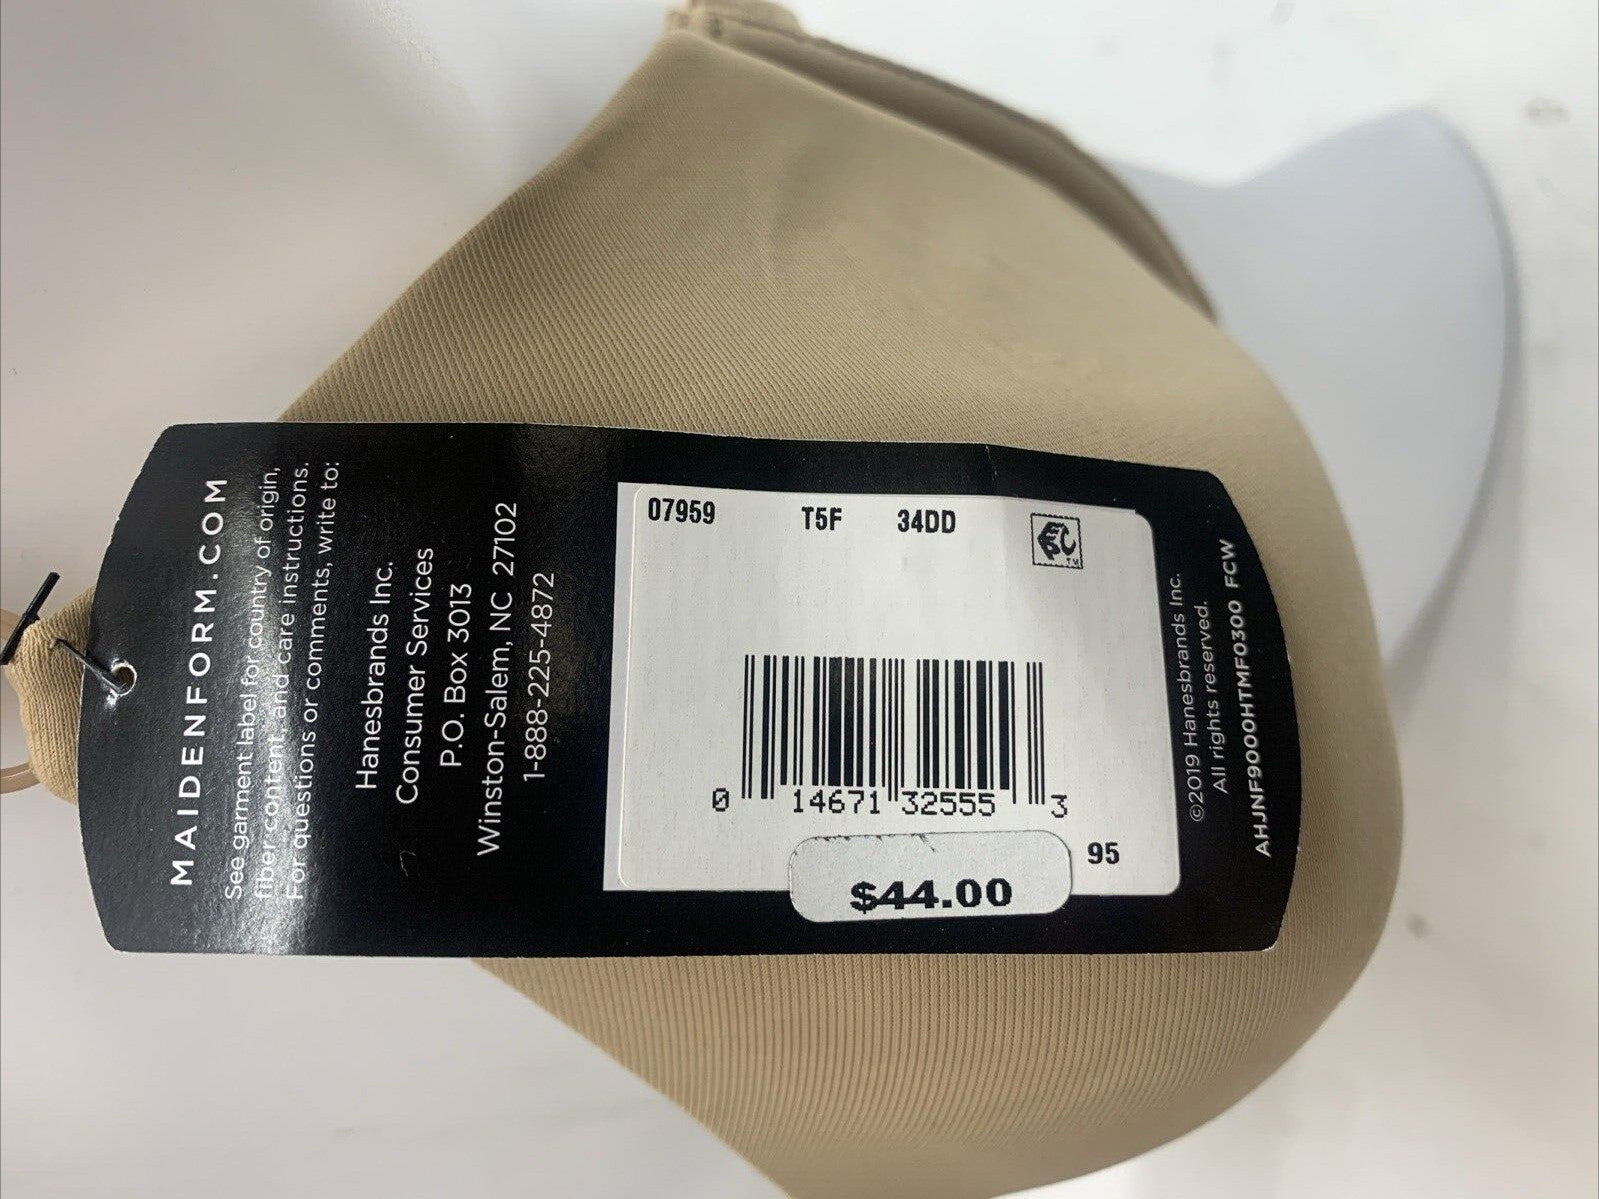 MAIDENFORM.COM
See garment label for country of origin,
fiber content, and care instructions.
For questions or comments, write to:
Hanesbrands Inc.
Consumer Services
P.O. Box 3013
Winston-Salem, NC 27102
1-888-225-4872
07959 T5F 34DD
TM
0 14671 32555 3
95
$44.00
©2019 Hanesbrands Inc.
All rights reserved.
AHJNF9000HTMF0300 FCW